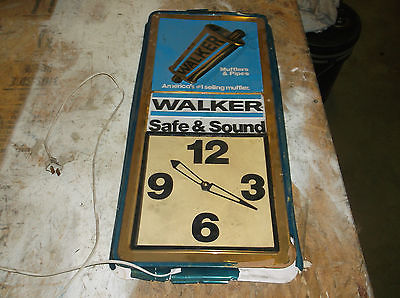 WALKER
Mufflers
& Pipes
America's #1 selling muffler.
WALKER
Safe & Sound
12
9 3
6